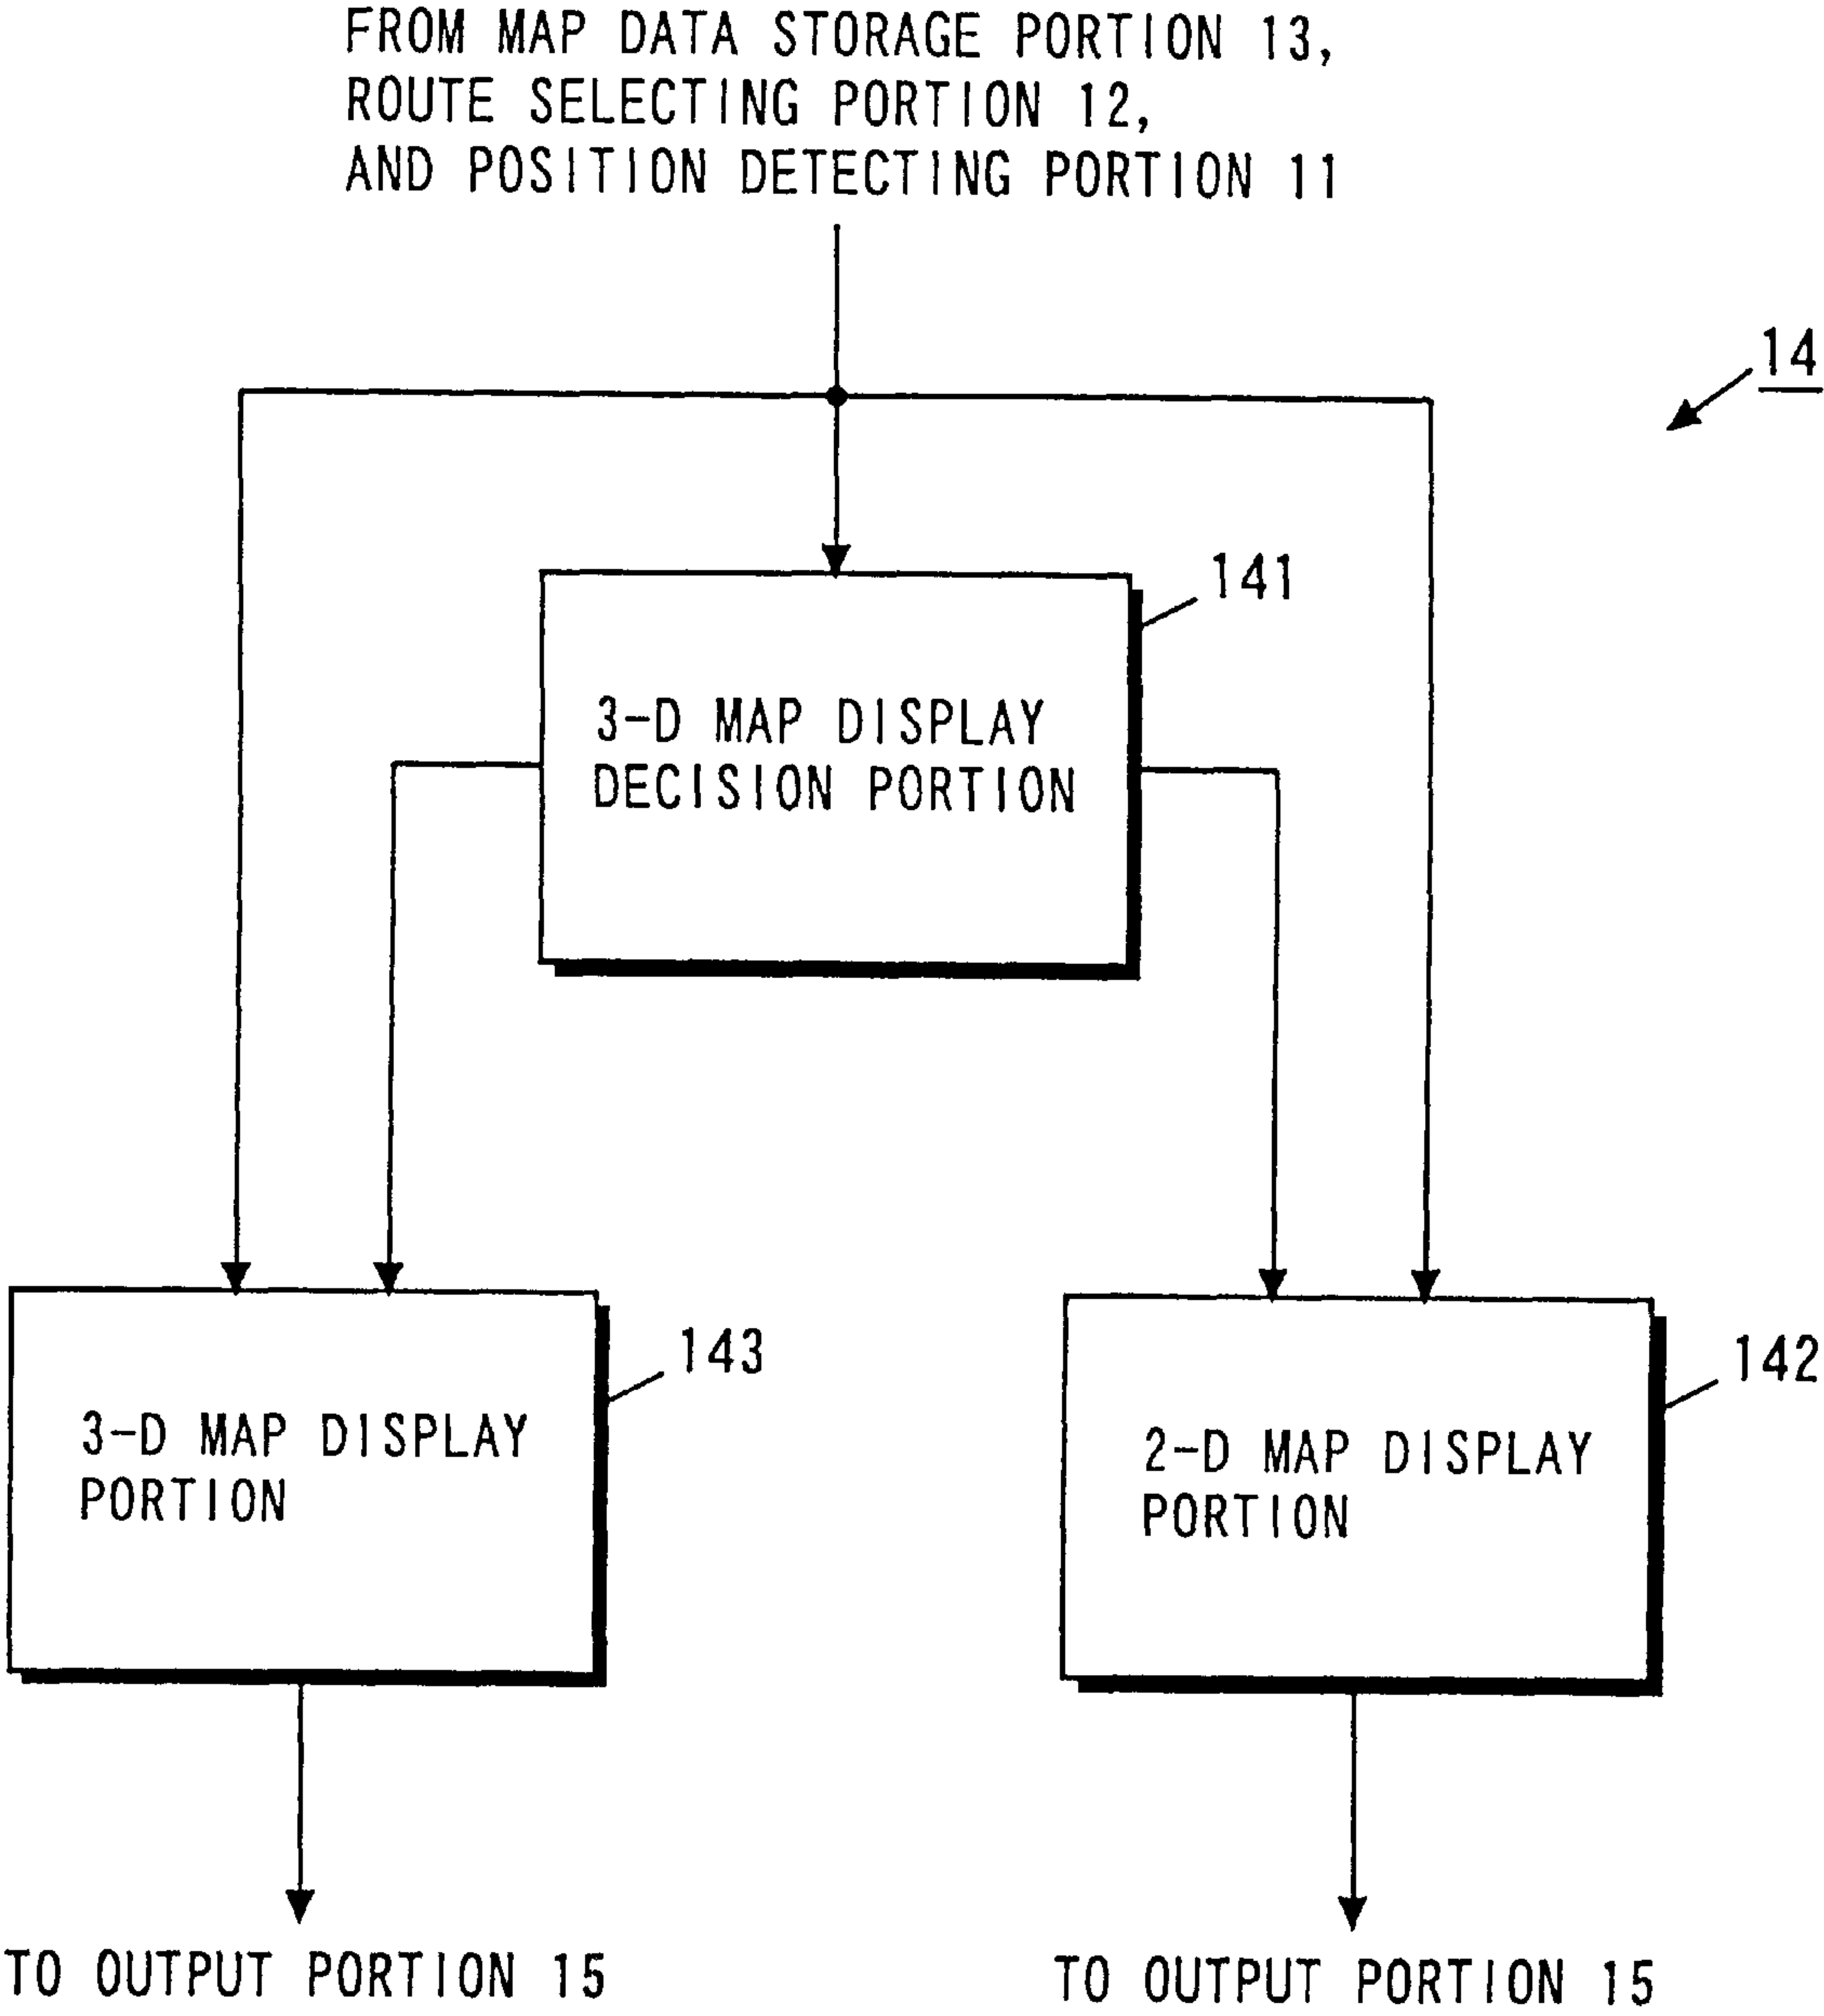 FROM MAP DATA STORAGE PORTION 13,
ROUTE SELECTING PORTION 12,
AND POSITION DETECTING PORTION 11
14
141
3-D MAP DISPLAY
DECISION PORTION
143
3-D MAP DISPLAY
PORTION
142
2-D MAP DISPLAY
PORTION
TO OUTPUT PORTION 15
TO OUTPUT PORTION 15